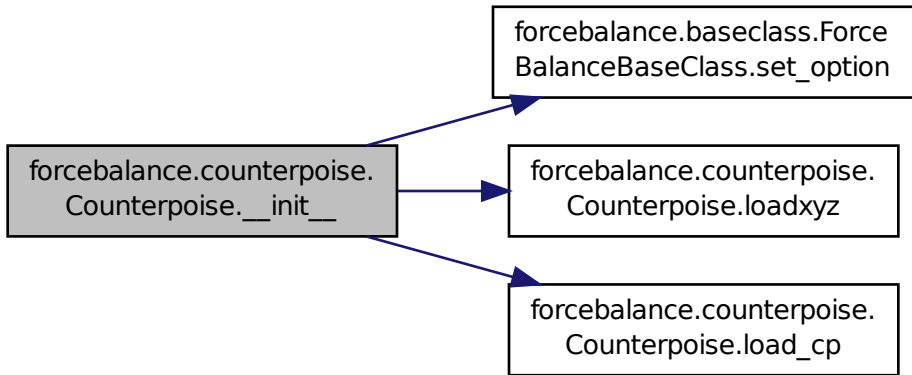 forcebalance.baseclass.Force
BalanceBaseClass.set_option
forcebalance.counterpoise.
Counterpoise.__init__
forcebalance.counterpoise.
Counterpoise.loadxyz
forcebalance.counterpoise.
Counterpoise.load_cp